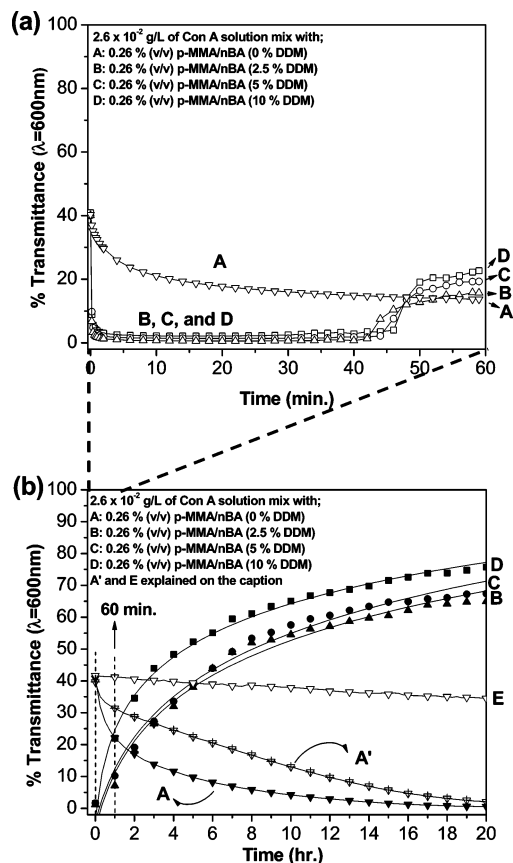 (a)
2.6 x 10⁻² g/L of Con A solution mix with;
A: 0.26 % (v/v) p-MMA/nBA (0 % DDM)
B: 0.26 % (v/v) p-MMA/nBA (2.5 % DDM)
C: 0.26 % (v/v) p-MMA/nBA (5 % DDM)
D: 0.26 % (v/v) p-MMA/nBA (10 % DDM)
100
80
60
40
20
0
% Transmittance (λ=600nm)
A
B, C, and D
D
C
B
A
0 10 20 30 40 50 60
Time (min.)
(b)
2.6 x 10⁻² g/L of Con A solution mix with;
A: 0.26 % (v/v) p-MMA/nBA (0 % DDM)
B: 0.26 % (v/v) p-MMA/nBA (2.5 % DDM)
C: 0.26 % (v/v) p-MMA/nBA (5 % DDM)
D: 0.26 % (v/v) p-MMA/nBA (10 % DDM)
A' and E explained on the caption
60 min.
100
90
80
70
60
50
40
30
20
10
0
% Transmittance (λ=600nm)
D
C
B
E
A'
A
0 2 4 6 8 10 12 14 16 18 20
Time (hr.)